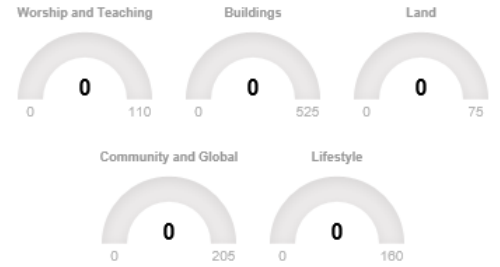 Worship and Teaching Buildings Land
0 0 0
0 110 0 525 0 75
Community and Global Lifestyle
0 0
0 205 0 160